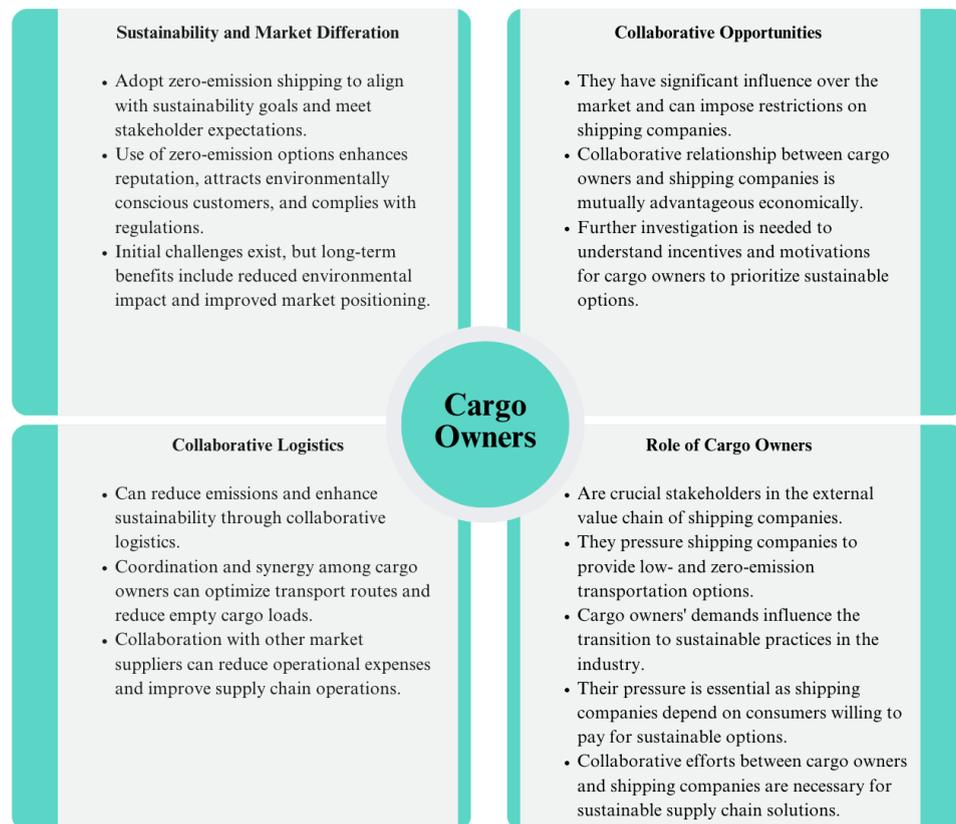 Sustainability and Market Differation
• Adopt zero-emission shipping to align
with sustainability goals and meet
stakeholder expectations.
• Use of zero-emission options enhances
reputation, attracts environmentally
conscious customers, and complies with
regulations.
• Initial challenges exist, but long-term
benefits include reduced environmental
impact and improved market positioning.
Collaborative Opportunities
• They have significant influence over the
market and can impose restrictions on
shipping companies.
• Collaborative relationship between cargo
owners and shipping companies is
mutually advantageous economically.
• Further investigation is needed to
understand incentives and motivations
for cargo owners to prioritize sustainable
options.
Cargo
Owners
Collaborative Logistics
• Can reduce emissions and enhance
sustainability through collaborative
logistics.
• Coordination and synergy among cargo
owners can optimize transport routes and
reduce empty cargo loads.
• Collaboration with other market
suppliers can reduce operational expenses
and improve supply chain operations.
Role of Cargo Owners
• Are crucial stakeholders in the external
value chain of shipping companies.
• They pressure shipping companies to
provide low- and zero-emission
transportation options.
• Cargo owners' demands influence the
transition to sustainable practices in the
industry.
• Their pressure is essential as shipping
companies depend on consumers willing to
pay for sustainable options.
• Collaborative efforts between cargo owners
and shipping companies are necessary for
sustainable supply chain solutions.